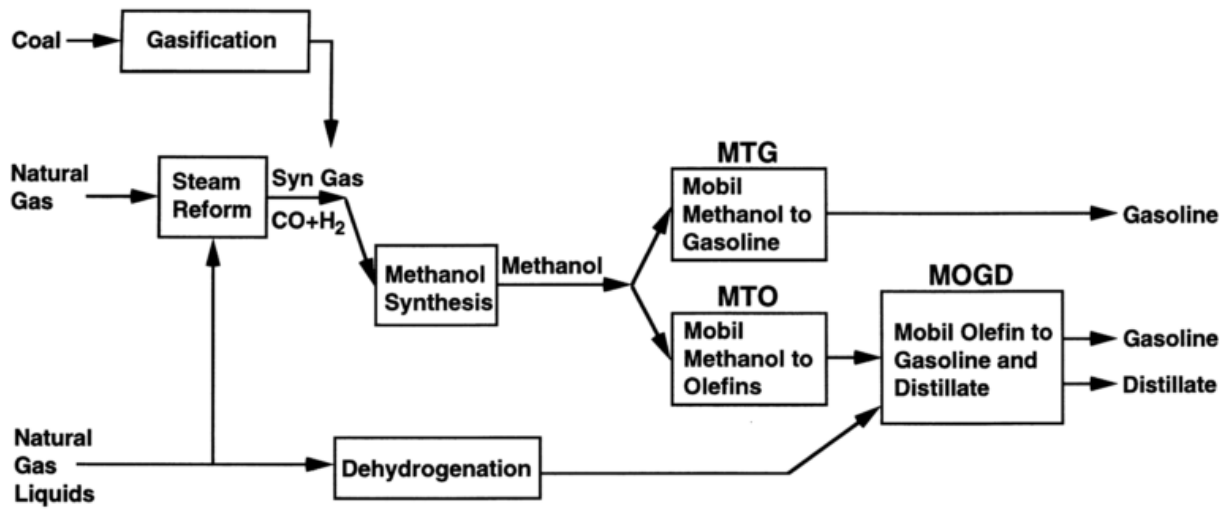 Coal
Gasification
Natural
Gas
Steam
Reform
Syn Gas
CO+H₂
Methanol
Synthesis
Methanol
MTG
Mobil
Methanol to
Gasoline
Gasoline
MTO
Mobil
Methanol to
Olefins
MOGD
Mobil Olefin to
Gasoline and
Distillate
Gasoline
Distillate
Natural
Gas
Liquids
Dehydrogenation